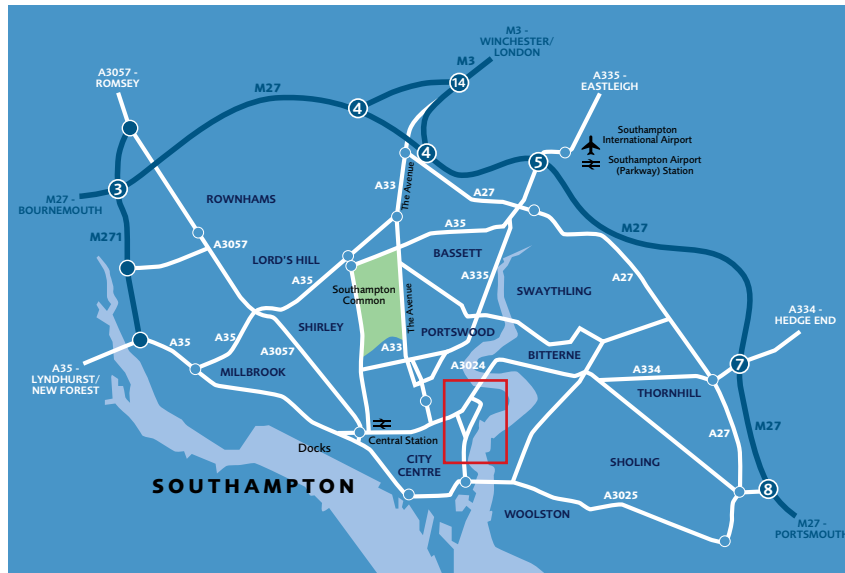 M3 -
WINCHESTER/
LONDON
M3
A3057 -
ROMSEY
A335 -
EASTLEIGH
M27
14
4
Southampton
International Airport
4
5
Southampton Airport
(Parkway) Station
The Avenue
A33
A27
3
ROWNHAMS
M27 -
BOURNEMOUTH
A35
M27
M271
A3057
BASSETT
LORD'S HILL
A335
A27
A35
Southampton
Common
SWAYTHLING
The Avenue
A334 -
HEDGE END
SHIRLEY
PORTSWOOD
A35
A35
A33
A3057
BITTERNE
A35 -
LYNDHURST/
NEW FOREST
MILLBROOK
A3024
A334
7
THORNHILL
M27
A27
Central Station
Docks
CITY
CENTRE
SHOLING
SOUTHAMPTON
8
A3025
WOOLSTON
M27 -
PORTSMOUTH